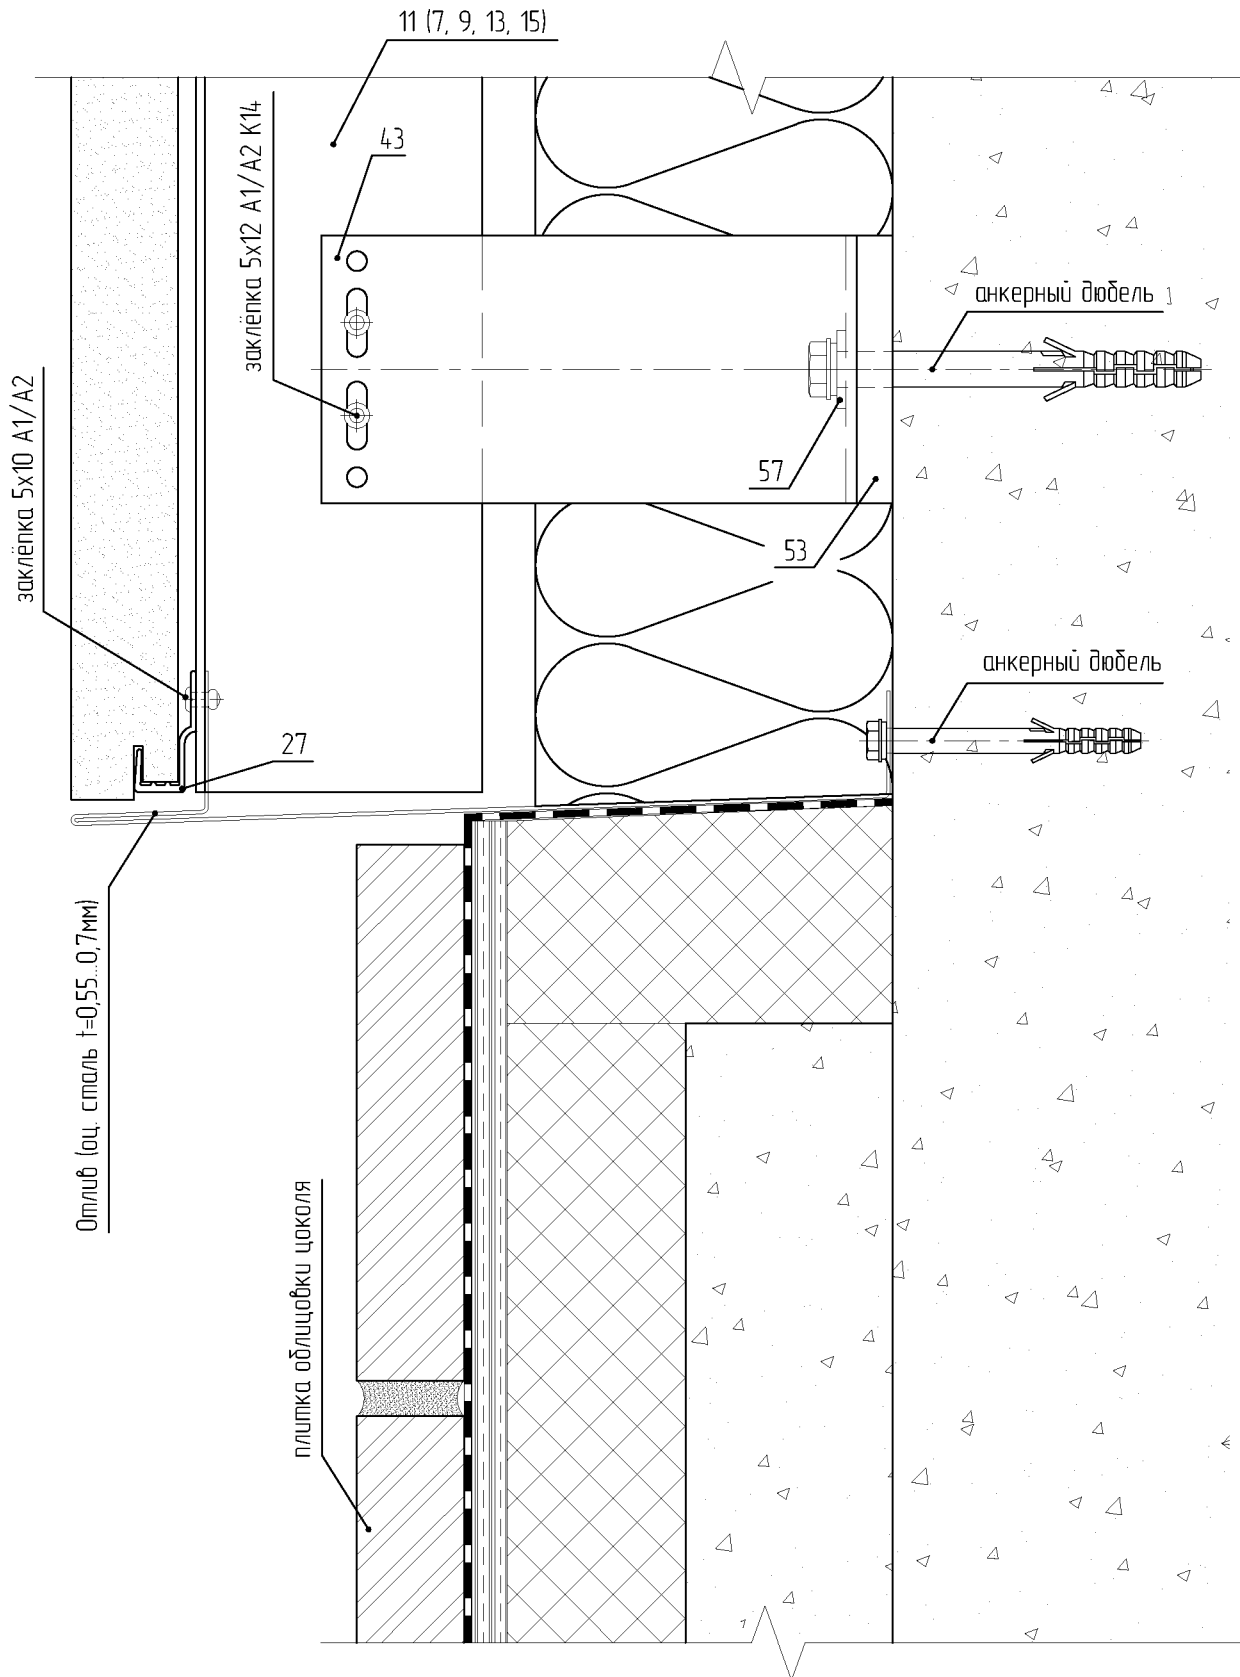 11 (7, 9, 13, 15)
43
заклёпка 5х12 А1/А2 К14
анкерный дюбель
заклёпка 5х10 А1/А2
57
53
анкерный дюбель
27
Отлив (оц. сталь t=0,55...0,7мм)
плитка облицовки цоколя